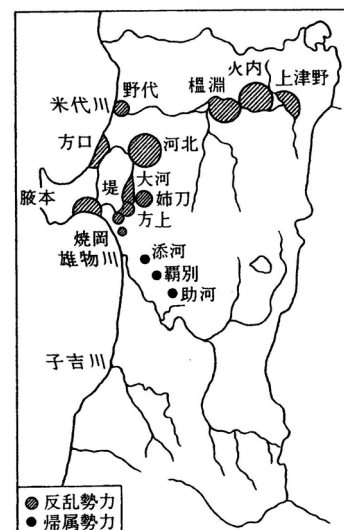 火内
上津野
榲淵
野代
米代川
方口
河北
堤
大河
姉刀
方上
腋本
焼岡
雄物川
添河
覇別
助河
子吉川
反乱勢力
帰属勢力